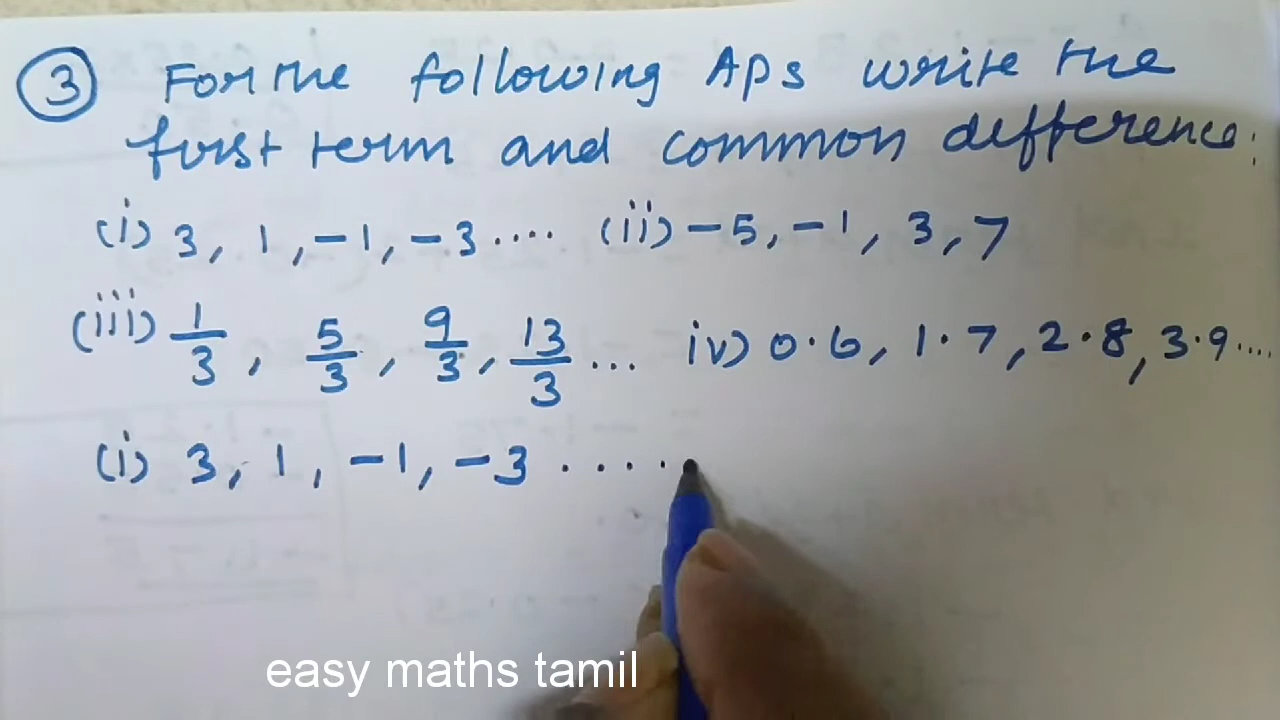 3 For the following APs write the
first term and common difference:
(i) 3, 1, -1, -3 .... (ii) -5, -1, 3, 7
(iii) 1/3, 5/3, 9/3, 13/3 ... iv) 0.6, 1.7, 2.8, 3.9....
(i) 3, 1, -1, -3 .....
easy maths tamil